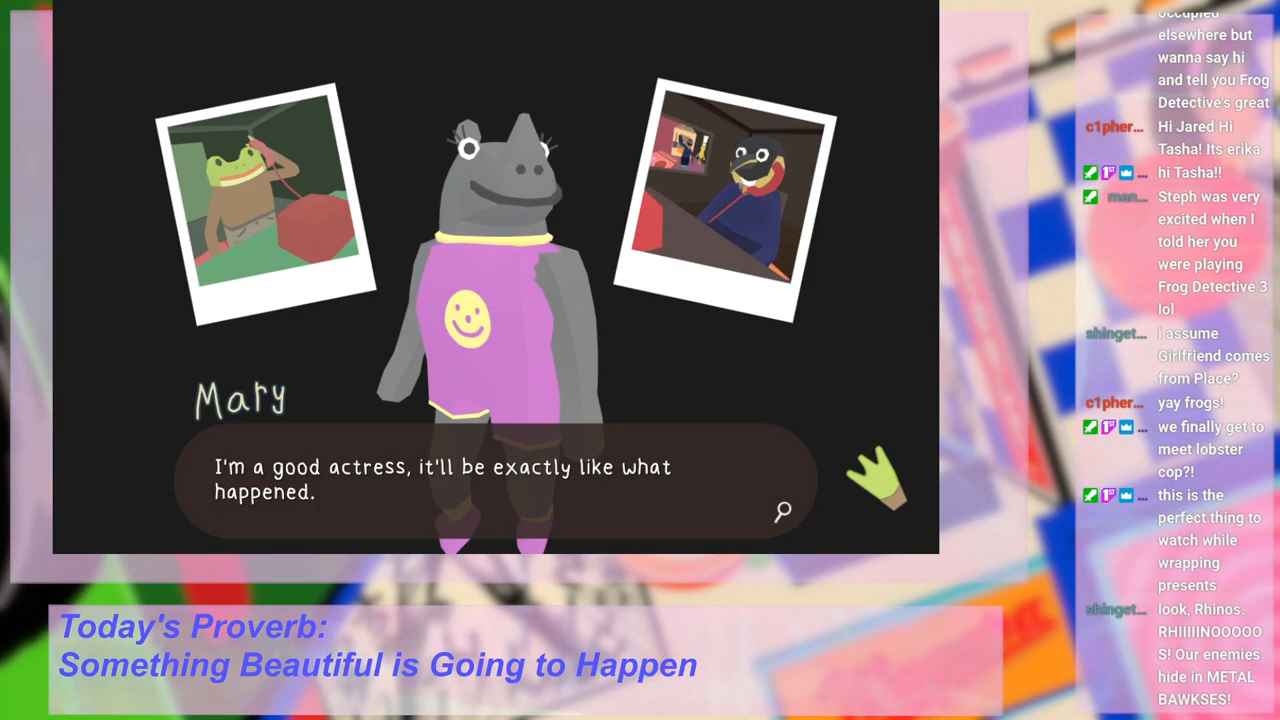 Mary
I'm a good actress, it'll be exactly like what
happened.
Today's Proverb:
Something Beautiful is Going to Happen
occupied
elsewhere but
wanna say hi
and tell you Frog
Detective's great
c1pher... Hi Jared Hi
Tasha! Its erika
... hi Tasha!!
man... Steph was very
excited when I
told her you
were playing
Frog Detective 3
lol
shinget... i assume
Girlfriend comes
from Place?
c1pher... yay frogs!
... we finally get to
meet lobster
cop?!
... this is the
perfect thing to
watch while
wrapping
presents
shinget... look, Rhinos.
RHIIIIINOOOOO
S! Our enemies
hide in METAL
BAWKSES!